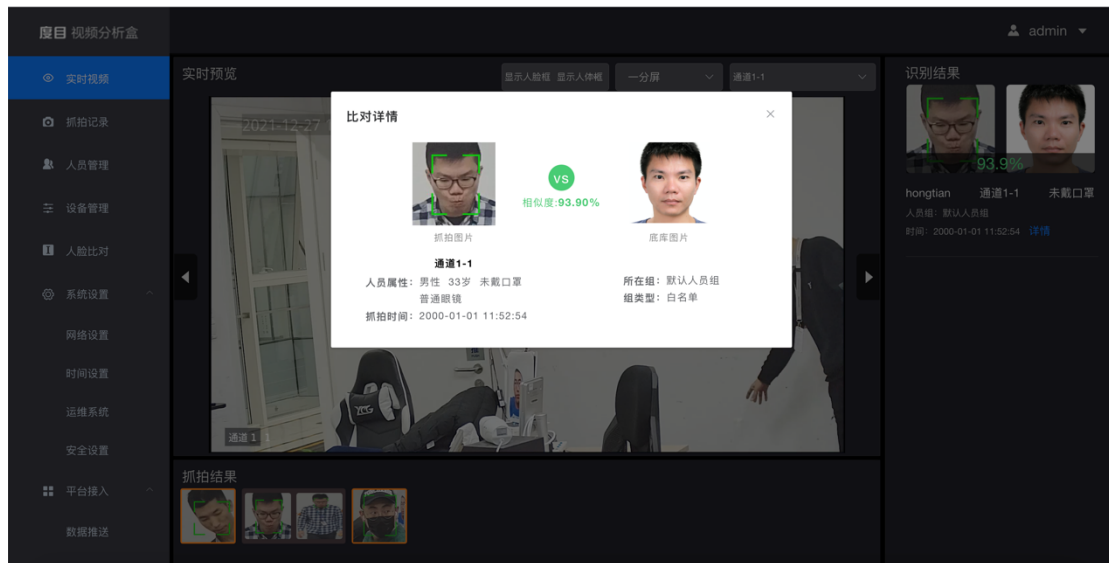 度目 视频分析盒
admin
实时视频
抓拍记录
人员管理
设备管理
人脸比对
系统设置
网络设置
时间设置
运维系统
安全设置
平台接入
数据推送
实时预览
显示人脸框 显示人体框
一分屏
通道1-1
2021-12-27
比对详情
VS
相似度:93.90%
抓拍图片
底库图片
通道1-1
人员属性: 男性 33岁 未戴口罩
普通眼镜
抓拍时间: 2000-01-01 11:52:54
所在组: 默认人员组
组类型: 白名单
通道 1
抓拍结果
识别结果
93.9%
hongtian 通道1-1 未戴口罩
人员组: 默认人员组
时间: 2000-01-01 11:52:54 详情